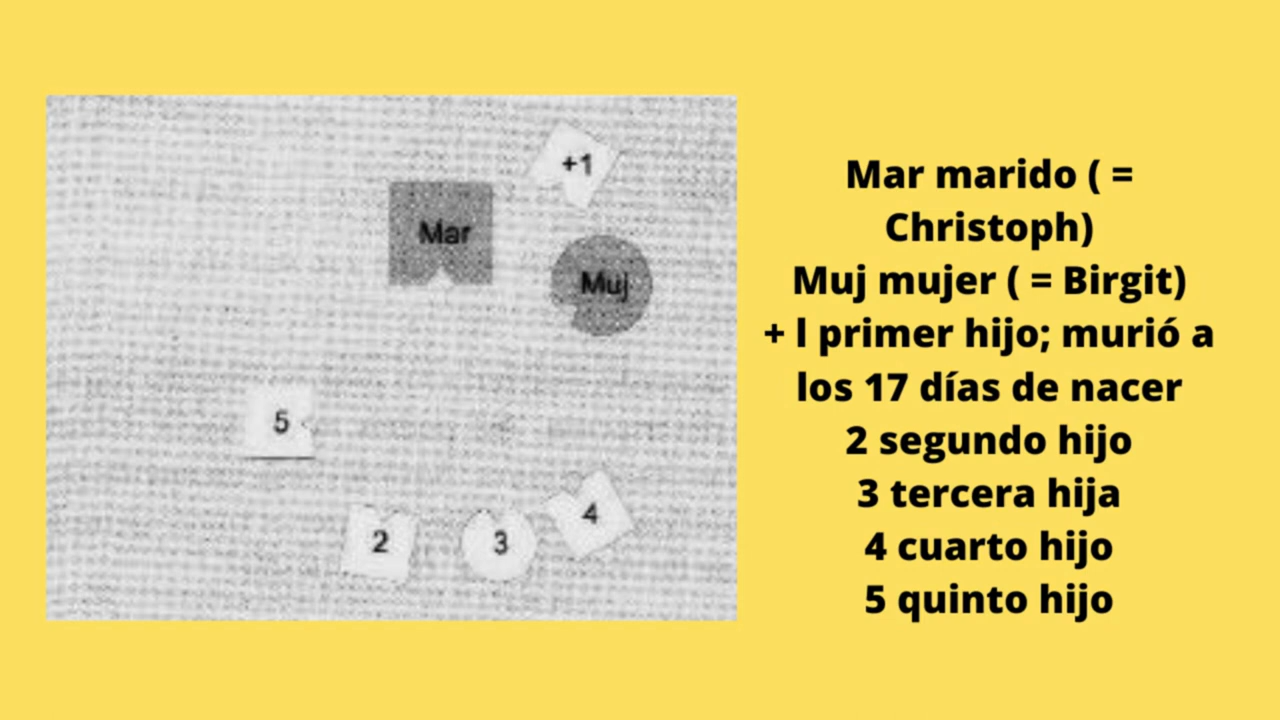 +1
Mar
Muj
5
2
3
4
Mar marido ( =
Christoph)
Muj mujer ( = Birgit)
+ l primer hijo; murió a
los 17 días de nacer
2 segundo hijo
3 tercera hija
4 cuarto hijo
5 quinto hijo